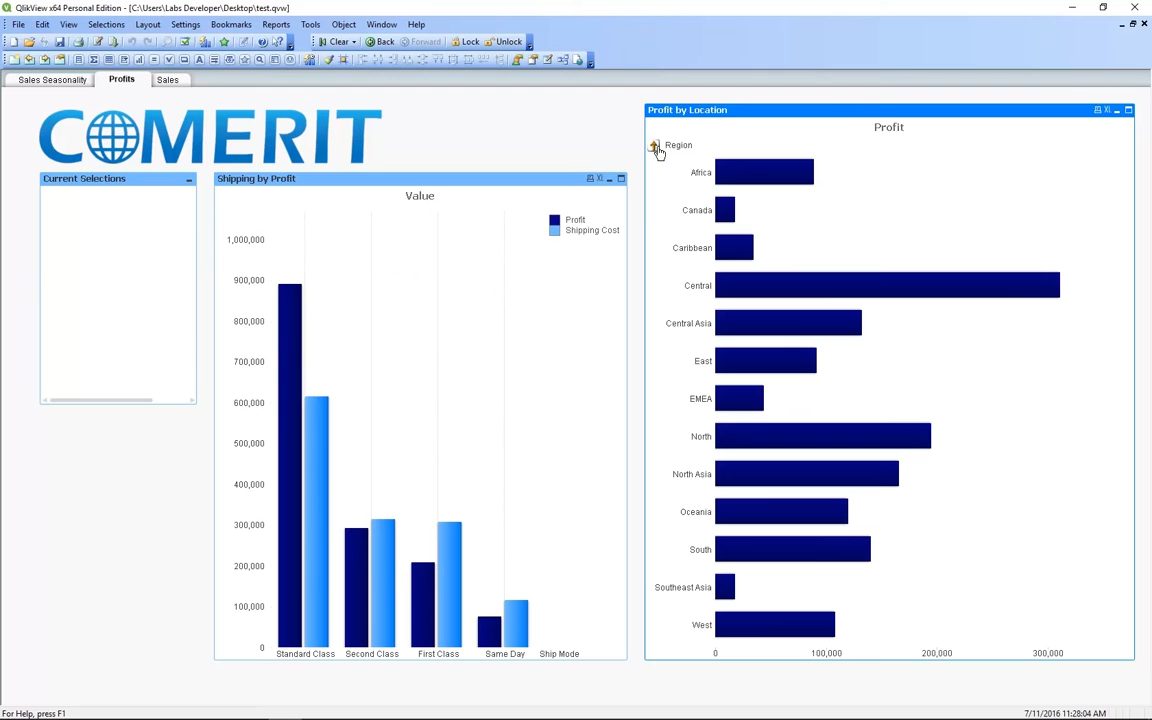 QlikView x64 Personal Edition - [C:\Users\Labs Developer\Desktop\test.qvw]
File Edit View Selections Layout Settings Bookmarks Reports Tools Object Window Help
Clear Back Forward Lock Unlock
Sales Seasonality Profits Sales
COMERIT
Current Selections
Shipping by Profit XL
Value
Profit
Shipping Cost
1,000,000
900,000
800,000
700,000
600,000
500,000
400,000
300,000
200,000
100,000
0
Standard Class Second Class First Class Same Day Ship Mode
Profit by Location XL
Profit
Region
Africa
Canada
Caribbean
Central
Central Asia
East
EMEA
North
North Asia
Oceania
South
Southeast Asia
West
0 100,000 200,000 300,000
For Help, press F1 7/11/2016 11:28:04 AM